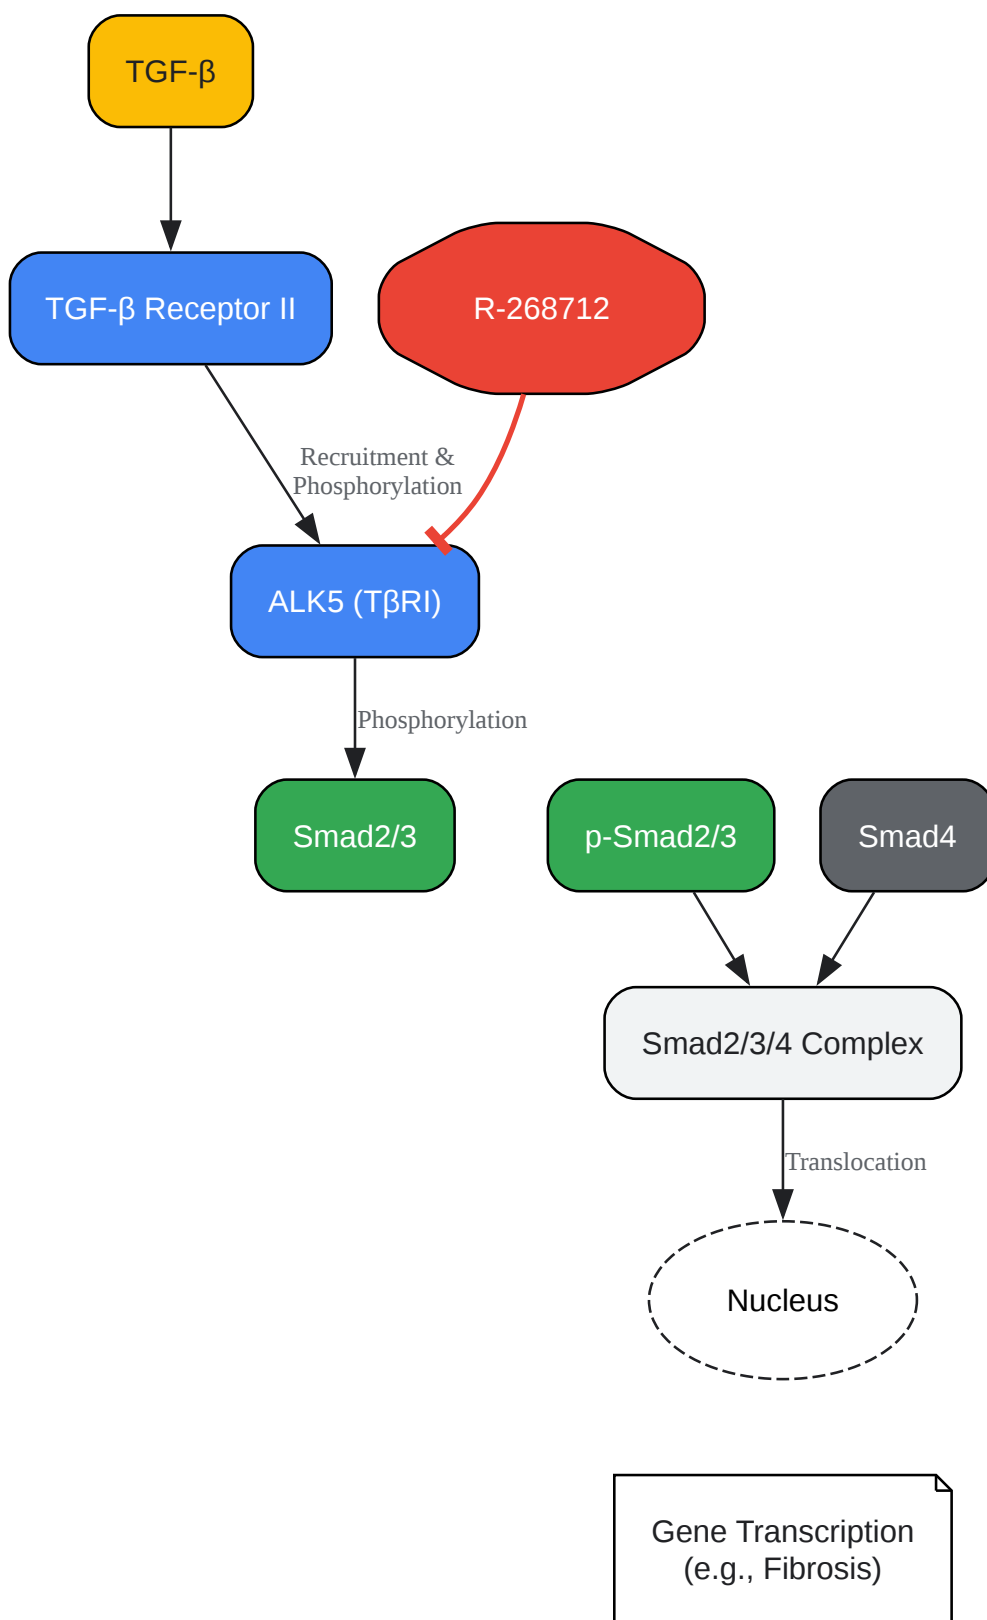 TGF-β
TGF-β Receptor II
R-268712
Recruitment &
Phosphorylation
ALK5 (TβRI)
Phosphorylation
Smad2/3
p-Smad2/3
Smad4
Smad2/3/4 Complex
Translocation
Nucleus
Gene Transcription
(e.g., Fibrosis)